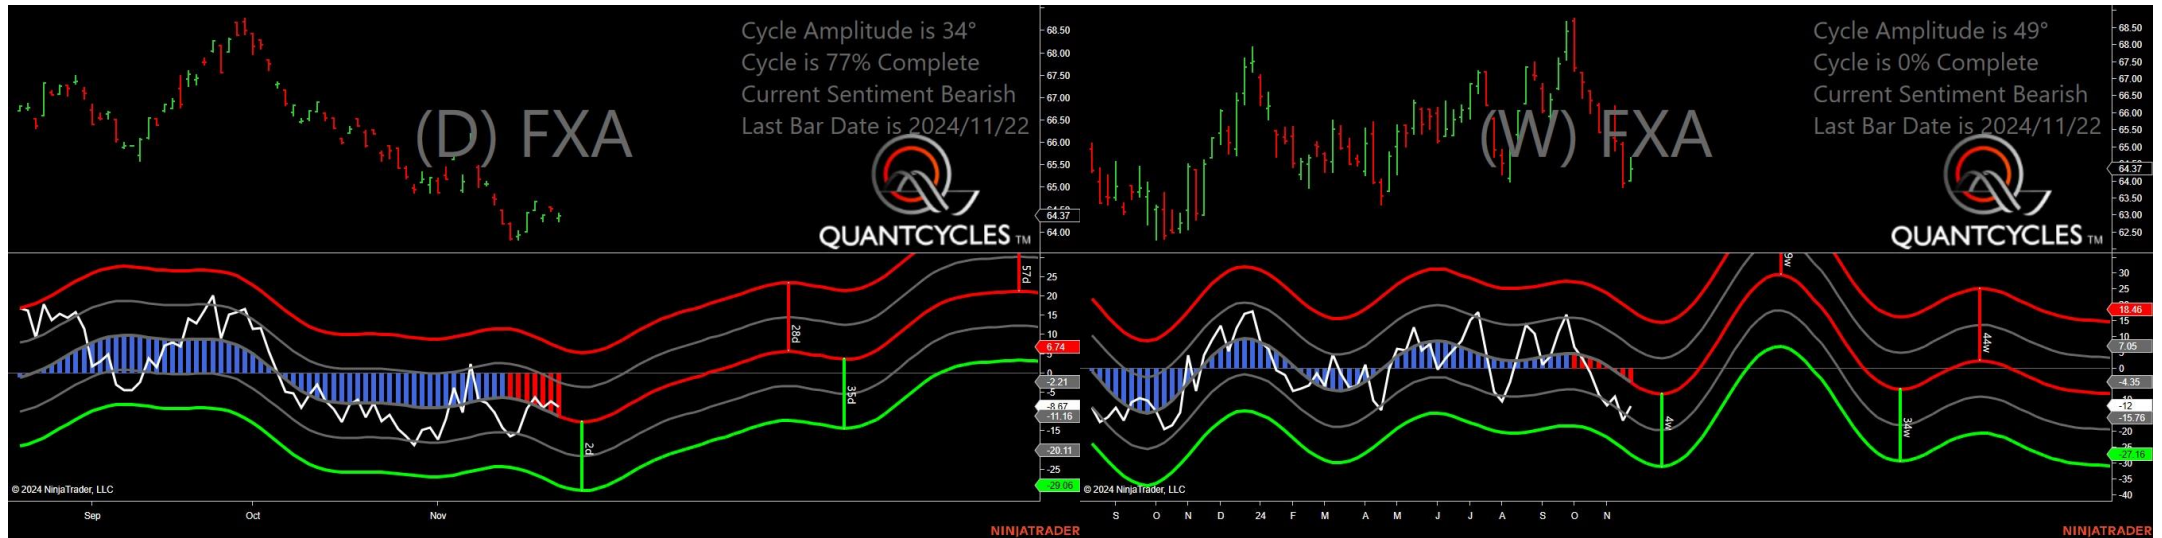 Cycle Amplitude is 34°
Cycle is 77% Complete
Current Sentiment Bearish
Last Bar Date is 2024/11/22
(D) FXA
QUANTCYCLES TM
68.50
68.00
67.50
67.00
66.50
66.00
65.50
65.00
64.37
64.00
57d
28d
35d
2d
25
20
15
10
6.74
0
-2.21
-5
-8.67
-11.16
-15
-20.11
-25
-29.06
© 2024 NinjaTrader, LLC
Sep
Oct
Nov
NINJATRADER
Cycle Amplitude is 49°
Cycle is 0% Complete
Current Sentiment Bearish
Last Bar Date is 2024/11/22
(W) FXA
QUANTCYCLES TM
68.50
68.00
67.50
67.00
66.50
66.00
65.50
65.00
64.37
64.00
63.50
63.00
62.50
9w
44w
4w
34w
30
25
18.46
15
7.05
0
-4.35
-12
-15.76
-20
-27.16
-30
-35
-40
© 2024 NinjaTrader, LLC
S O N D 24 F M A M J J A S O N
NINJATRADER